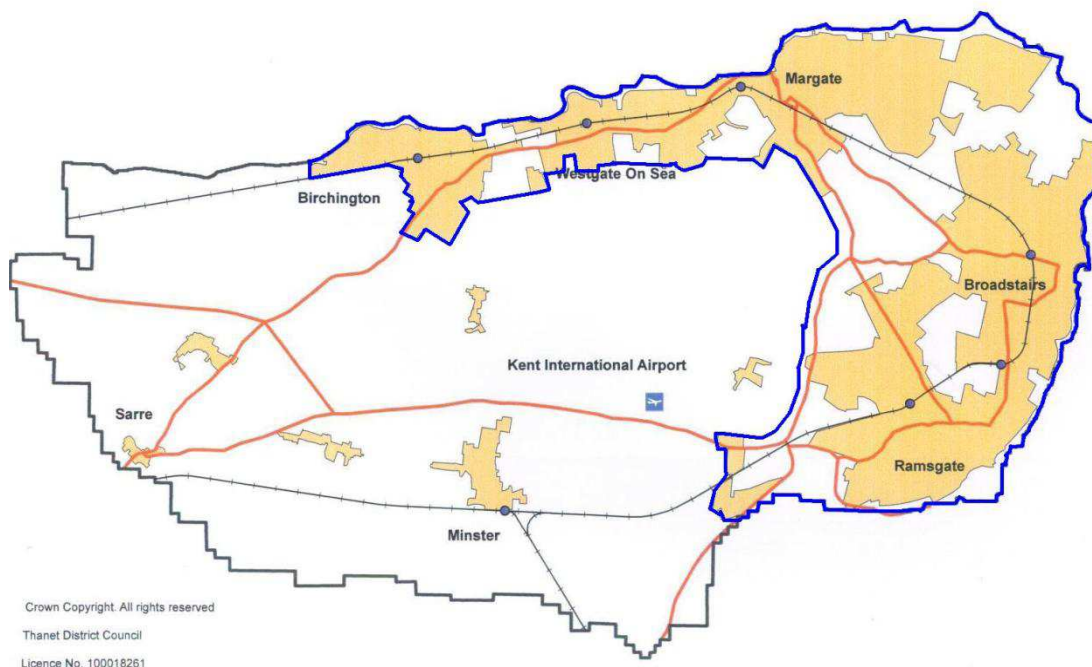 Margate
Westgate On Sea
Birchington
Broadstairs
Kent International Airport
Sarre
Ramsgate
Minster
Crown Copyright. All rights reserved
Thanet District Council
Licence No. 100018261